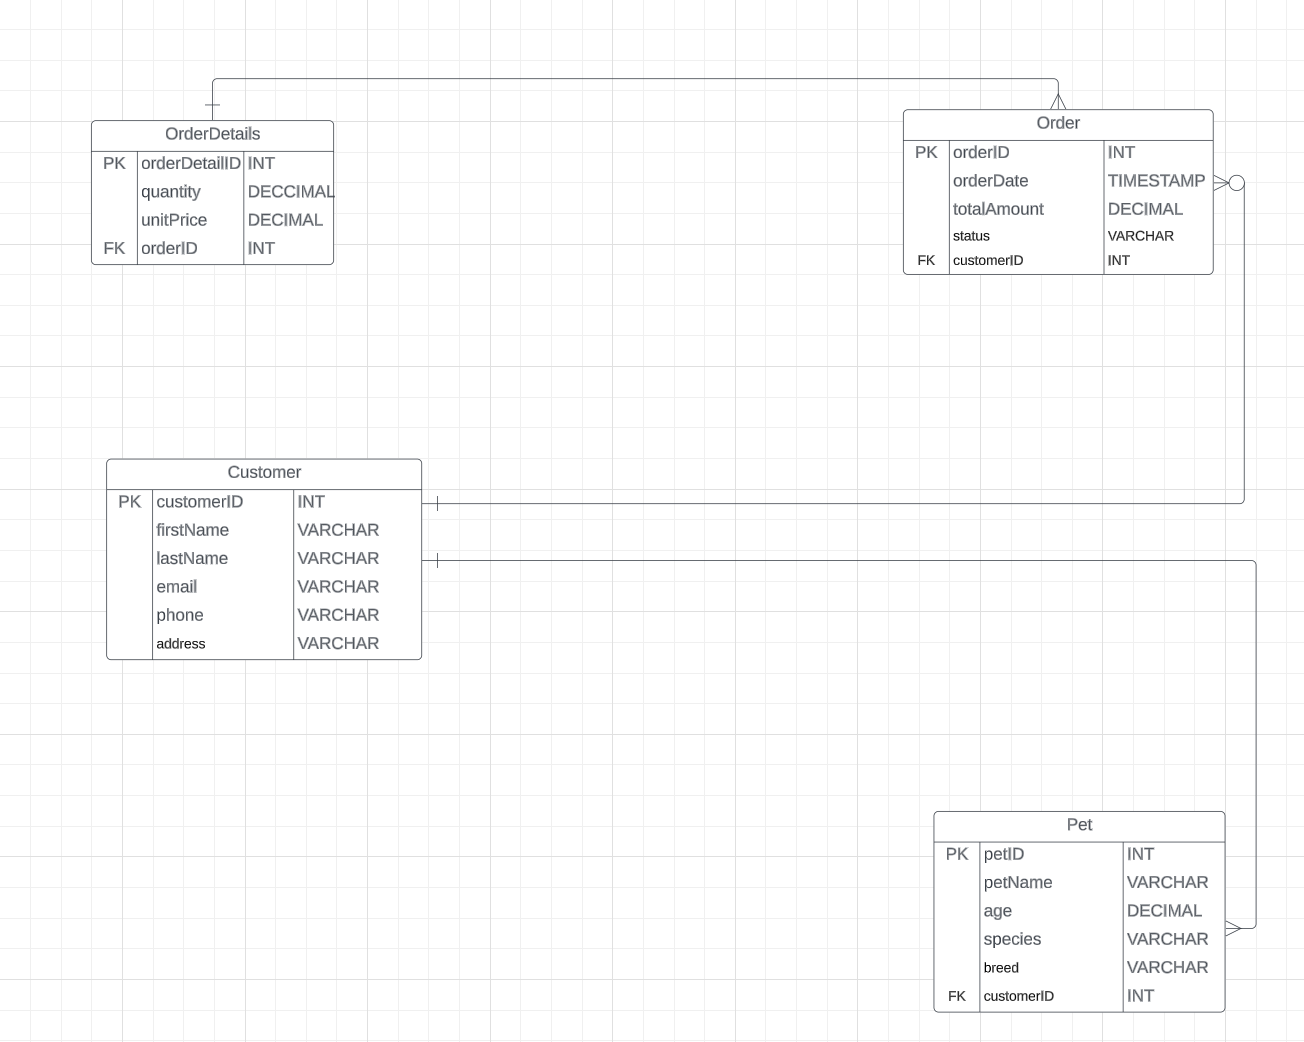 OrderDetails
PK orderDetailID INT
quantity DECCIMAL
unitPrice DECIMAL
FK orderID INT
Order
PK orderID INT
orderDate TIMESTAMP
totalAmount DECIMAL
status VARCHAR
FK customerID INT
Customer
PK customerID INT
firstName VARCHAR
lastName VARCHAR
email VARCHAR
phone VARCHAR
address VARCHAR
Pet
PK petID INT
petName VARCHAR
age DECIMAL
species VARCHAR
breed VARCHAR
FK customerID INT